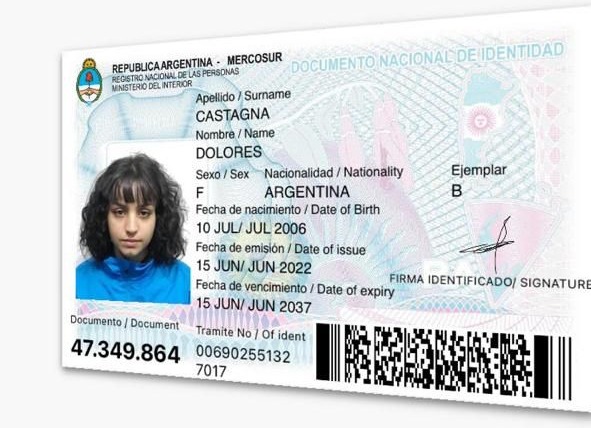 REPUBLICA ARGENTINA - MERCOSUR
REGISTRO NACIONAL DE LAS PERSONAS
MINISTERIO DEL INTERIOR
DOCUMENTO NACIONAL DE IDENTIDAD
Apellido / Surname
CASTAGNA
Nombre / Name
DOLORES
Sexo / Sex Nacionalidad / Nationality Ejemplar
F ARGENTINA B
Fecha de nacimiento / Date of Birth
10 JUL/ JUL 2006
Fecha de emisión / Date of issue
15 JUN/ JUN 2022
Fecha de vencimiento / Date of expiry
15 JUN/ JUN 2037
FIRMA IDENTIFICADO/ SIGNATURE
Documento / Document
47.349.864
Tramite No / Of ident
00690255132
7017